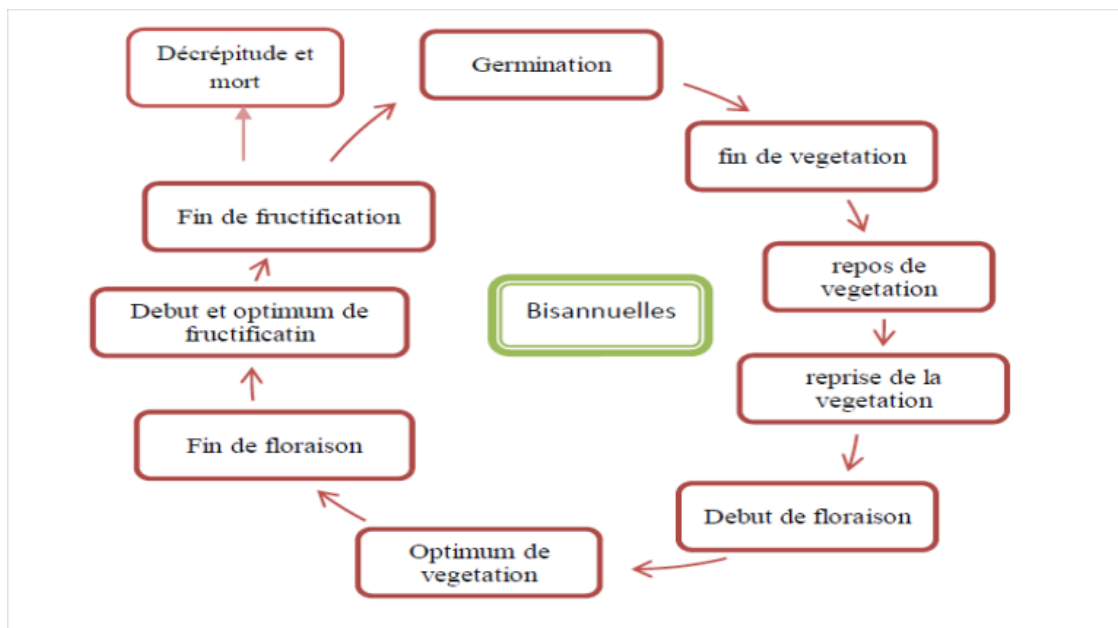 Décrépitude et
mort
Germination
fin de vegetation
repos de
vegetation
reprise de la
vegetation
Debut de floraison
Optimum de
vegetation
Fin de floraison
Debut et optimum de
fructificatin
Fin de fructification
Bisannuelles